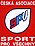 ČESKÁ ASOCIACE
SPORT
PRO VŠECHNY